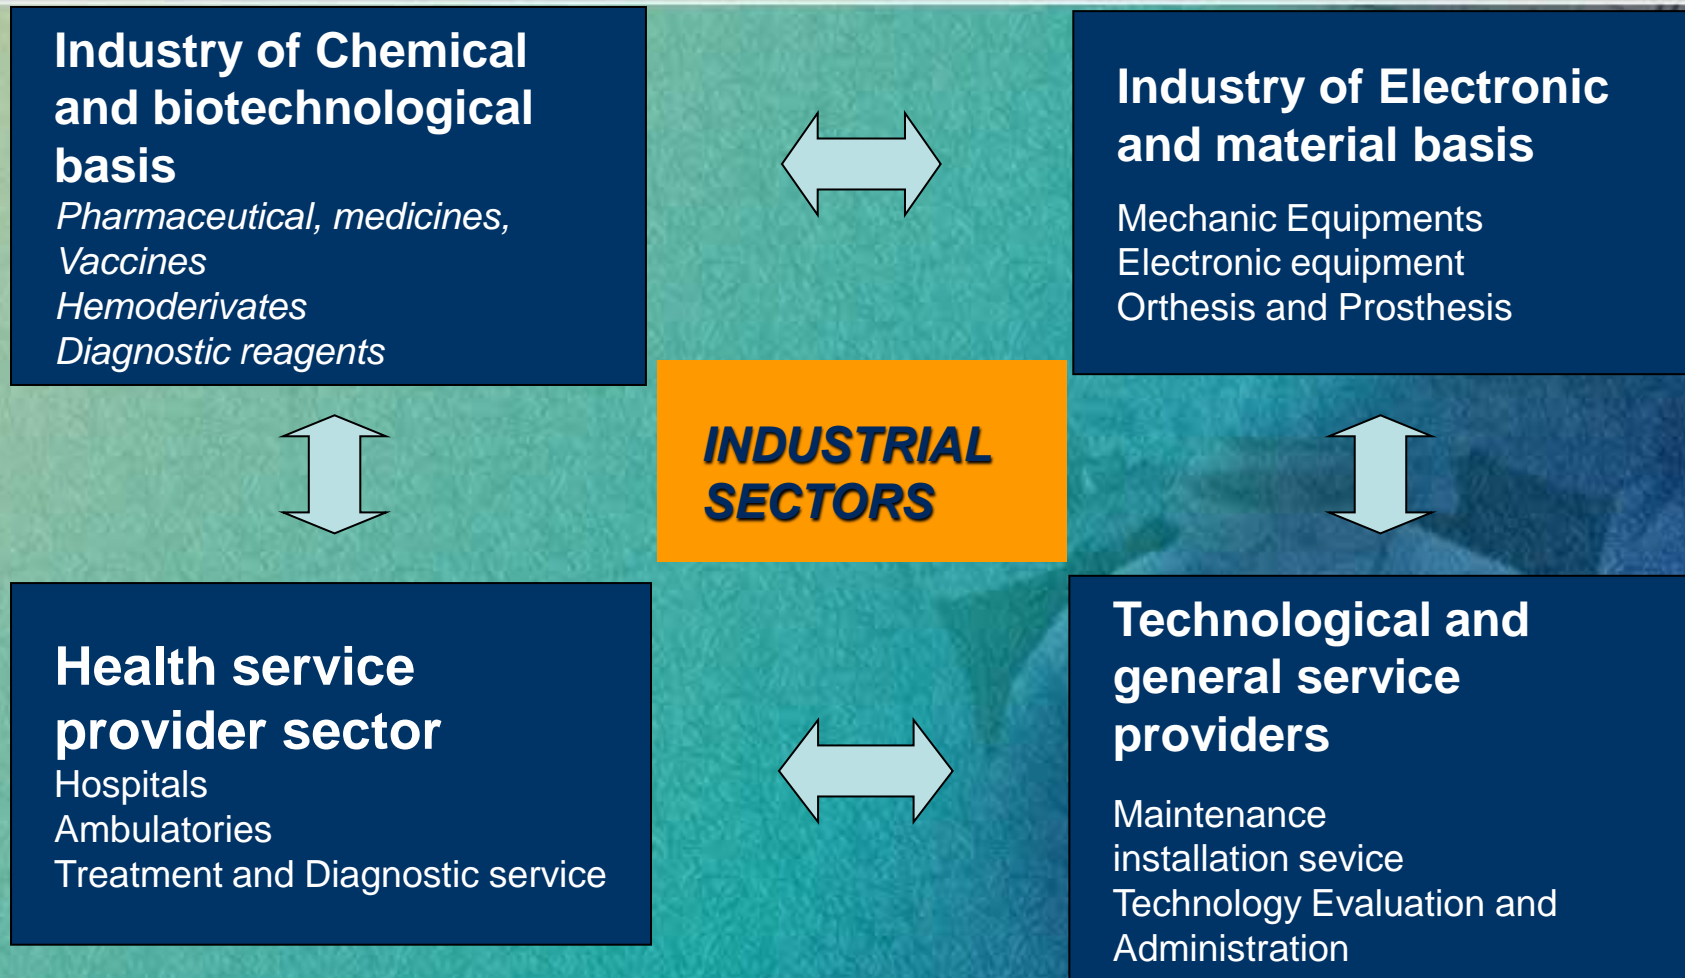 Industry of Chemical
and biotechnological
basis
Pharmaceutical, medicines,
Vaccines
Hemoderivates
Diagnostic reagents
Industry of Electronic
and material basis
Mechanic Equipments
Electronic equipment
Orthesis and Prosthesis
INDUSTRIAL
SECTORS
Health service
provider sector
Hospitals
Ambulatories
Treatment and Diagnostic service
Technological and
general service
providers
Maintenance
installation sevice
Technology Evaluation and
Administration